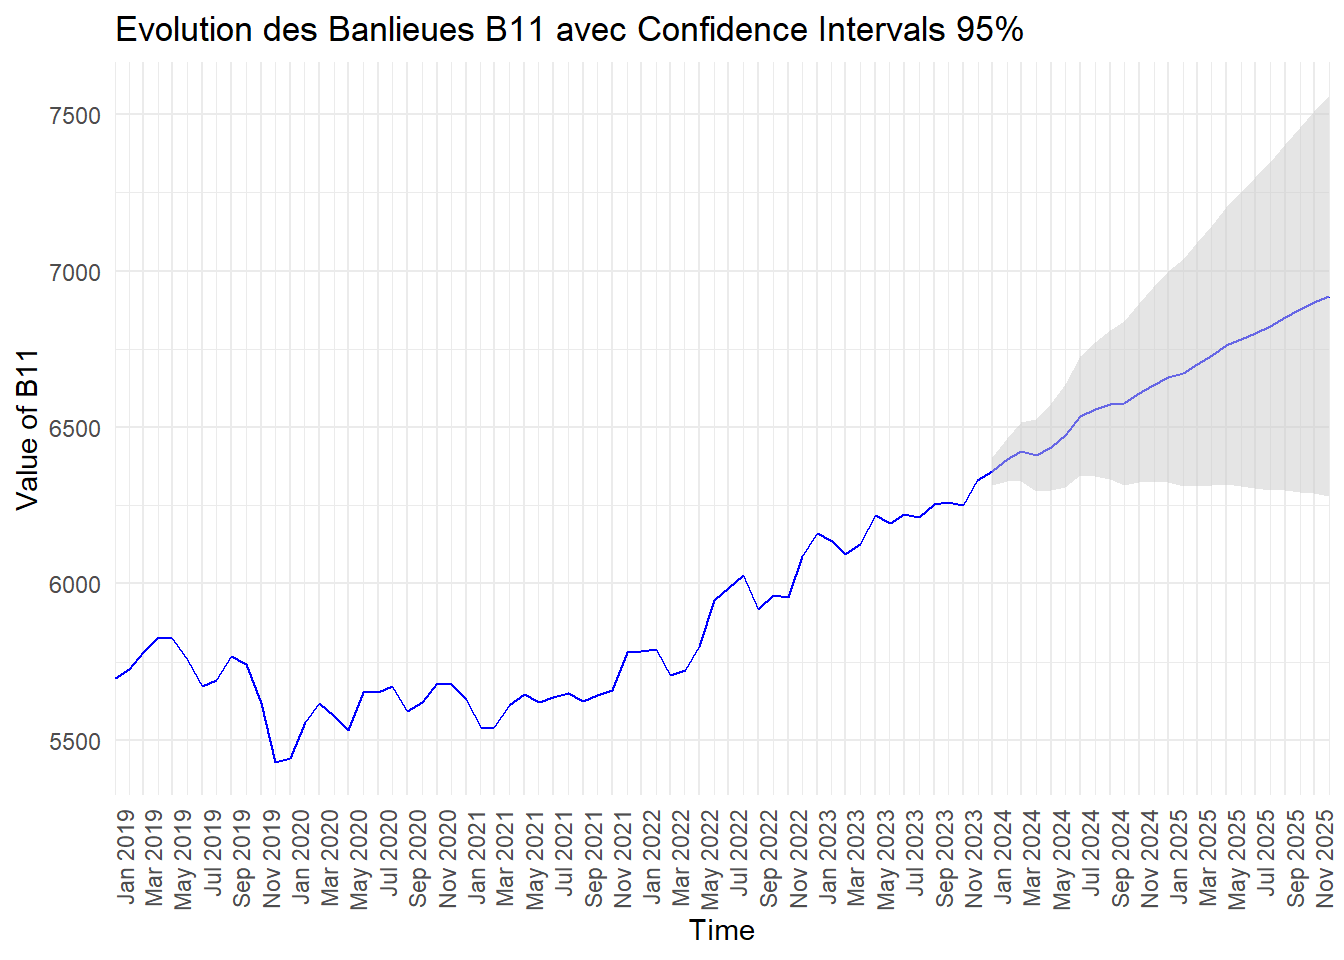 Evolution des Banlieues B11 avec Confidence Intervals 95%
Value of B11
7500
7000
6500
6000
5500
Jan 2019
Mar 2019
May 2019
Jul 2019
Sep 2019
Nov 2019
Jan 2020
Mar 2020
May 2020
Jul 2020
Sep 2020
Nov 2020
Jan 2021
Mar 2021
May 2021
Jul 2021
Sep 2021
Nov 2021
Jan 2022
Mar 2022
May 2022
Jul 2022
Sep 2022
Nov 2022
Jan 2023
Mar 2023
May 2023
Jul 2023
Sep 2023
Nov 2023
Jan 2024
Mar 2024
May 2024
Jul 2024
Sep 2024
Nov 2024
Jan 2025
Mar 2025
May 2025
Jul 2025
Sep 2025
Nov 2025
Time